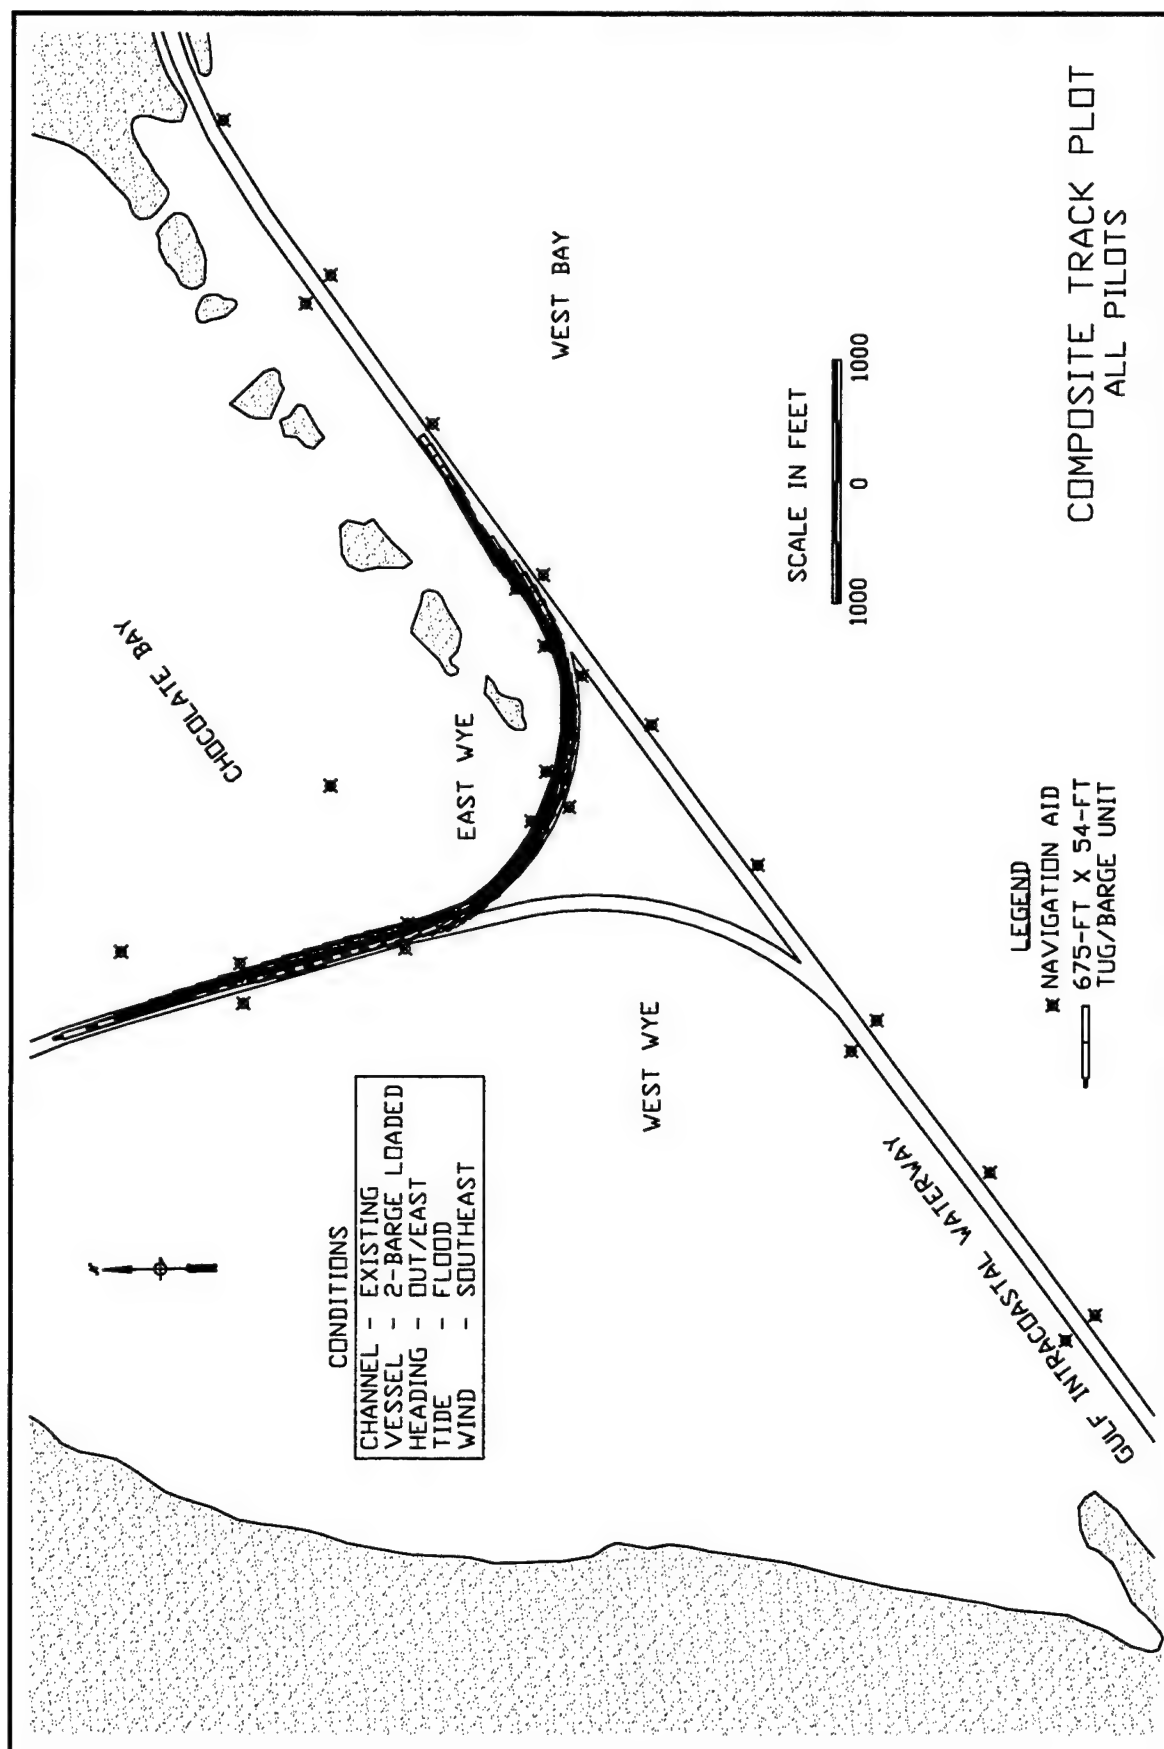 CHOCOLATE BAY
EAST WYE
WEST BAY
WEST WYE
GULF INTRACOASTAL WATERWAY
CONDITIONS
CHANNEL - EXISTING
VESSEL - 2-BARGE LOADED
HEADING - OUT/EAST
TIDE - FLOOD
WIND - SOUTHEAST
SCALE IN FEET
1000 0 1000
LEGEND
NAVIGATION AID
675-FT X 54-FT
TUG/BARGE UNIT
COMPOSITE TRACK PLOT
ALL PILOTS